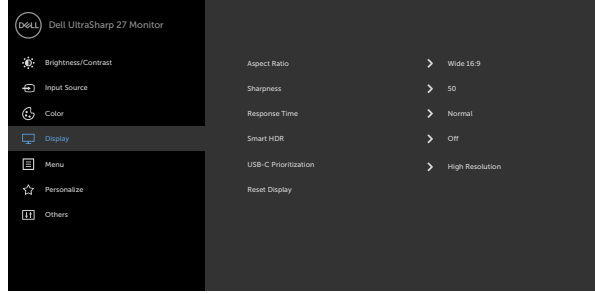 DELL
Dell UltraSharp 27 Monitor
Brightness/Contrast
Input Source
Color
Display
Menu
Personalize
Others
Aspect Ratio Wide 16:9
Sharpness 50
Response Time Normal
Smart HDR Off
USB-C Prioritization High Resolution
Reset Display